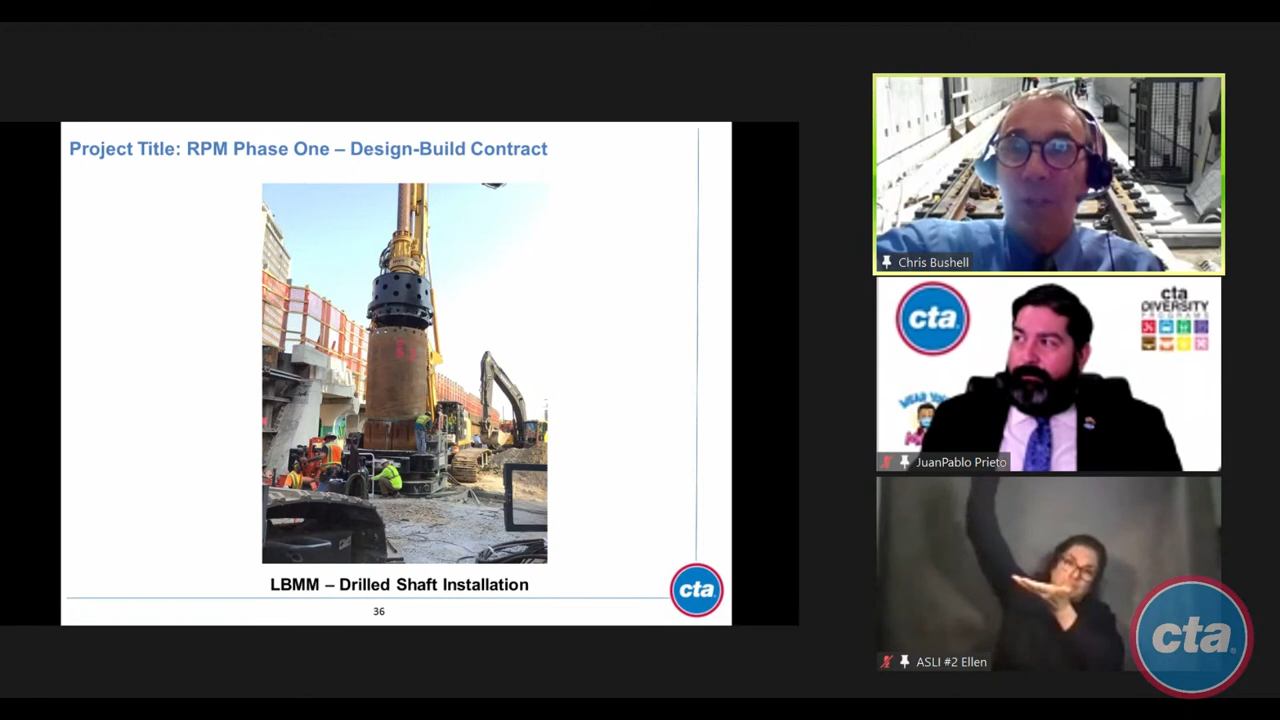 Project Title: RPM Phase One – Design-Build Contract
LBMM – Drilled Shaft Installation
36
cta
Chris Bushell
cta
cta
DIVERSITY
PROGRAMS
JuanPablo Prieto
ASLI #2 Ellen
cta